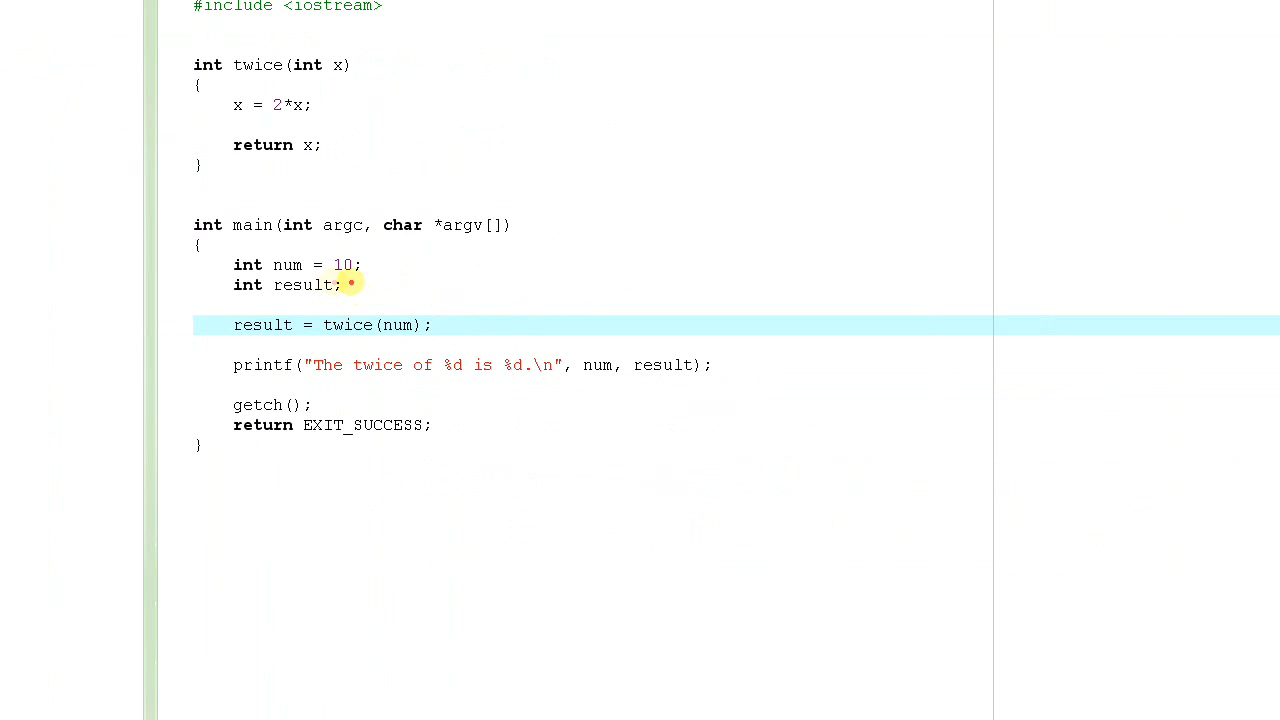 #include <iostream>
int twice(int x)
{
x = 2*x;
return x;
}
int main(int argc, char *argv[])
{
int num = 10;
int result;
result = twice(num);
printf("The twice of %d is %d.\n", num, result);
getch();
return EXIT_SUCCESS;
}